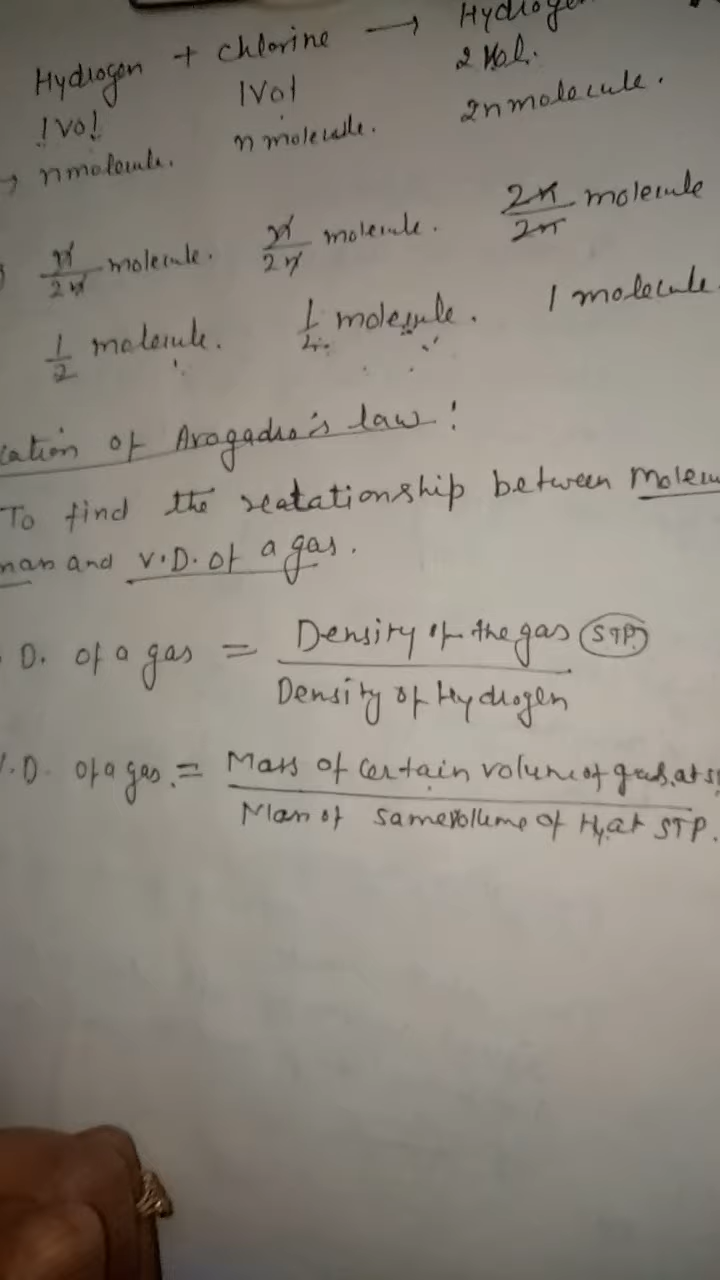 Hydrogen + chlorine → Hydrogen
1 Vol 1 Vol 2 Vol.
→ n molecule. n molecule. 2n molecule.
n/2n molecule. n/2n molecule. 2n/2n molecule
1/2 molecule. 1/2 molecule. 1 molecule
cation of Avogadro's law!
To find the reatationship between Molecu
mass and V.D. of a gas.
D. of a gas = Density of the gas (STP) / Density of Hydrogen
V.D. of a gas. = Mass of certain volume of gas at S / Mass of same volume of H₂ at STP.